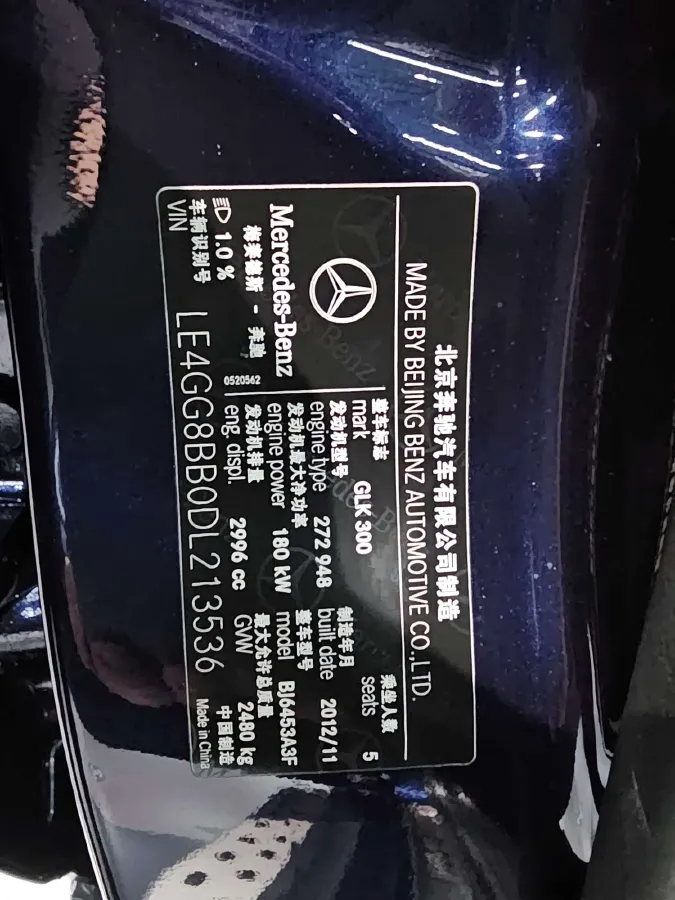 北京奔驰汽车有限公司制造
MADE BY BEIJING BENZ AUTOMOTIVE CO.,LTD.
Mercedes-Benz
梅赛德斯 - 奔驰
1.0 %
0520562
整车标志
mark GLK 300
乘坐人数
seats 5
发动机型号
engine type 272 948
制造年月
built date 2012/11
发动机最大净功率
engine power 180 kW
整车型号
model BJ6453A3F
发动机排量
eng. displ. 2996 cc
最大允许总质量
GVW 2480 kg
车辆识别号
VIN LE4GG8BB0DL213536
中国制造
Made in China